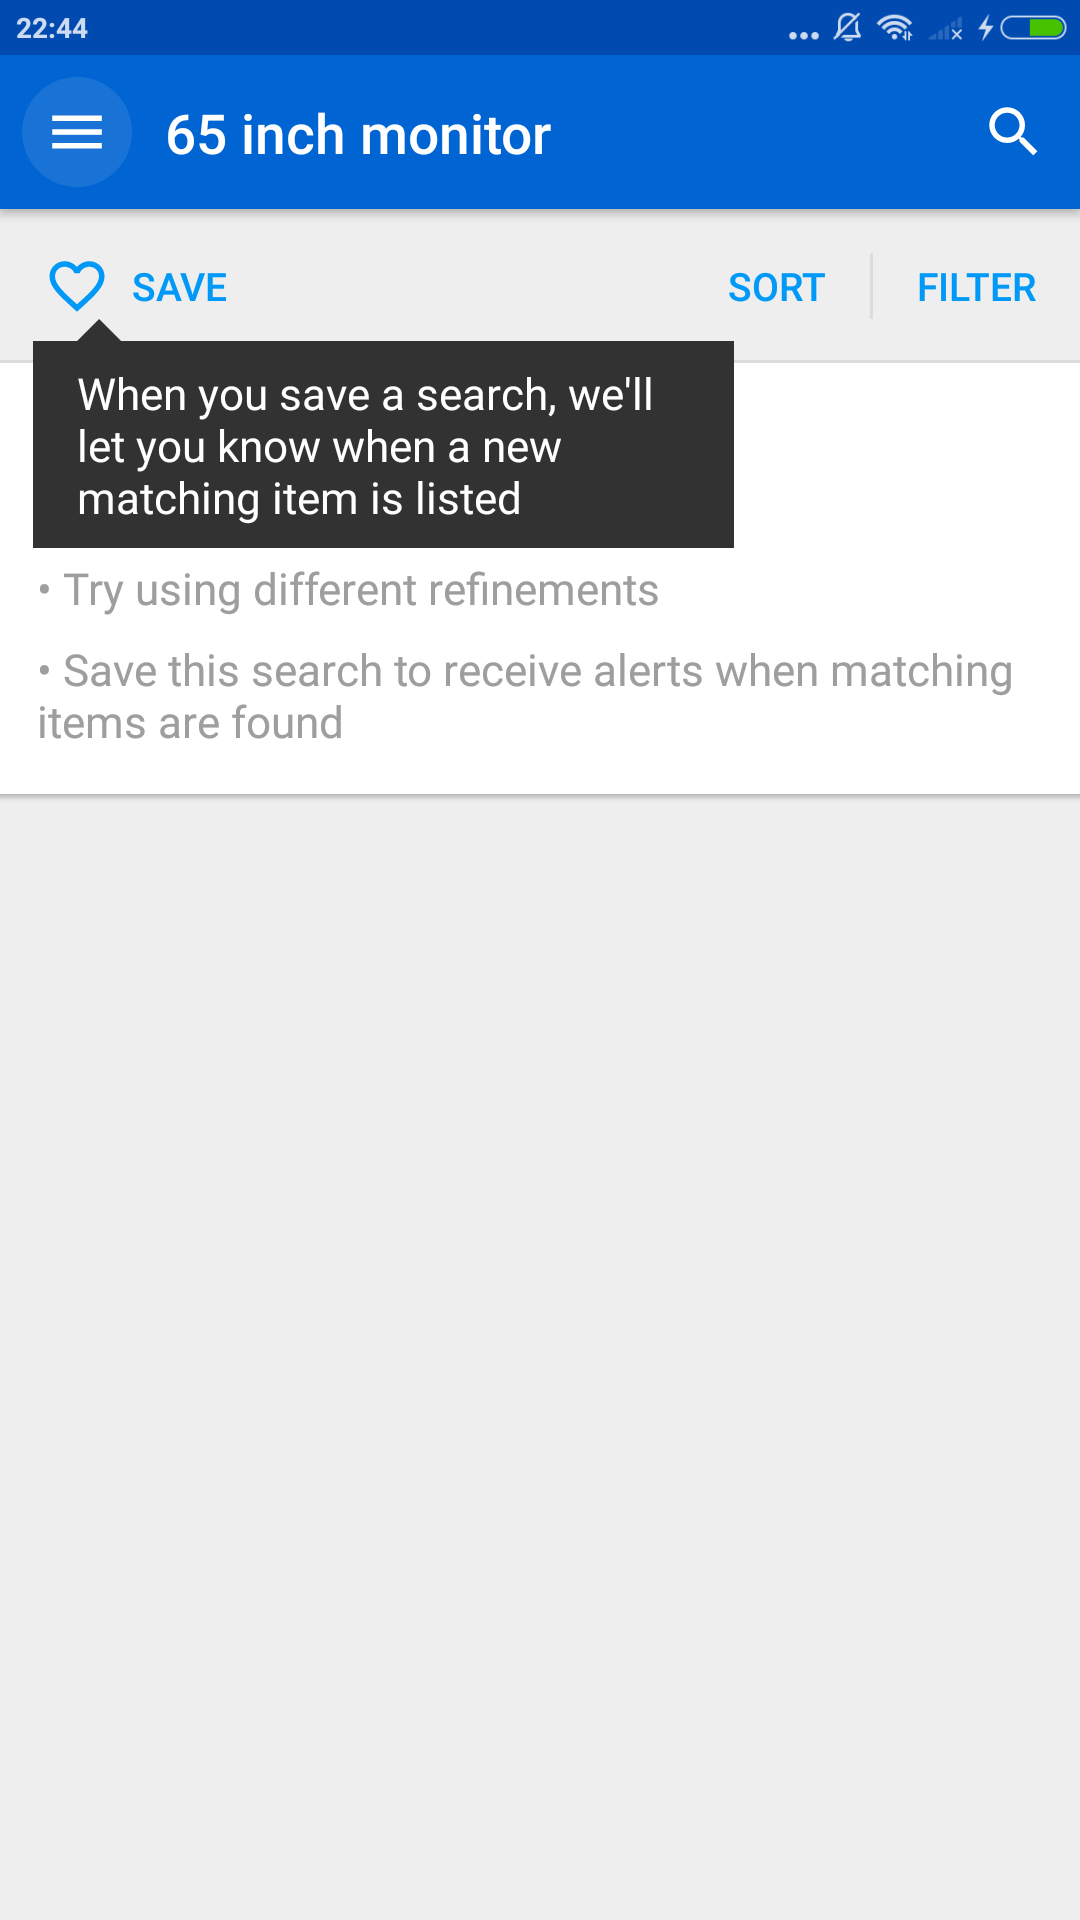 22:44
65 inch monitor
SAVE
SORT
FILTER
When you save a search, we'll
let you know when a new
matching item is listed
• Try using different refinements
• Save this search to receive alerts when matching
items are found